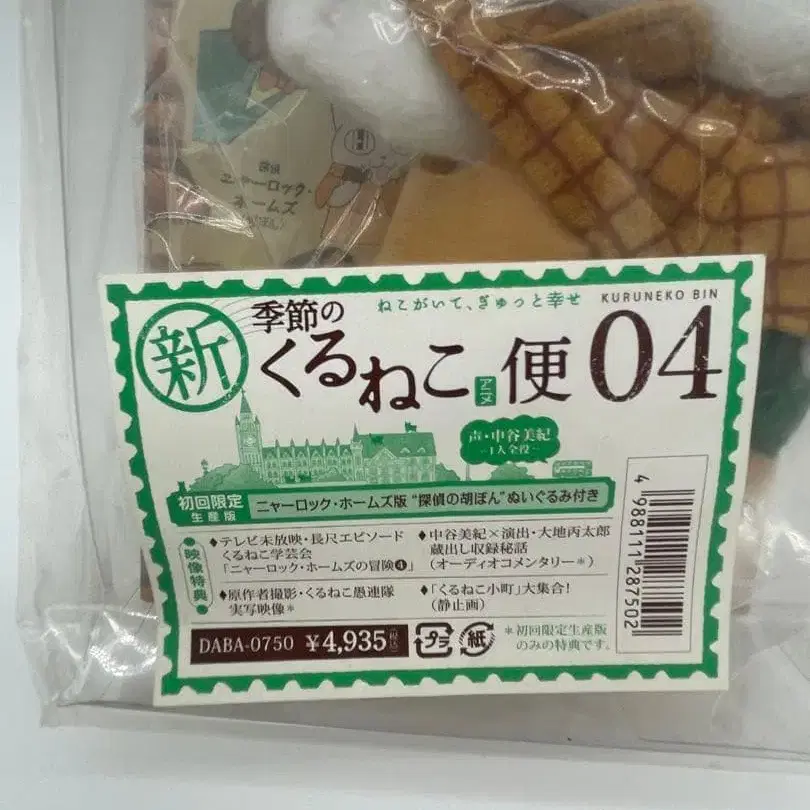 ニャーロック・
ホームズ
ねこがいて、ぎゅっと幸せ
KURUNEKO BIN
新
季節の
くるねこ
アニメ
便 04
声・中谷美紀
-1人全役-
初回限定
生産版
ニャーロック・ホームズ版 “探偵の胡ぼん”ぬいぐるみ付き
映像特典
◆テレビ未放映・長尺エピソード
くるねこ学芸会
「ニャーロック・ホームズの冒険❹」
◆中谷美紀×演出・大地丙太郎
蔵出し収録秘話
(オーディオコメンタリー＊)
◆原作者撮影・くるねこ愚連隊
実写映像＊
◆「くるねこ小町」大集合!
(静止画)
DABA-0750 ¥4,935(税込)
プラ
紙
＊初回限定生産版
のみの特典です。
4 988111 287502